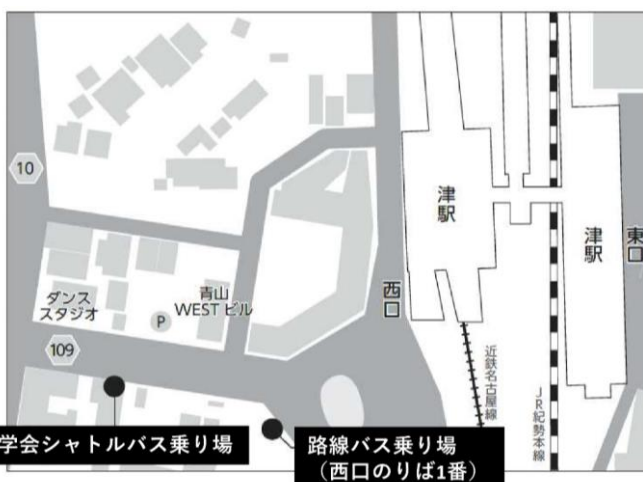 10
津駅
津駅
東口
西口
ダンス
スタジオ
青山
WEST ビル
P
109
近鉄名古屋線
JR紀勢本線
学会シャトルバス乗り場
路線バス乗り場
（西口のりば1番）